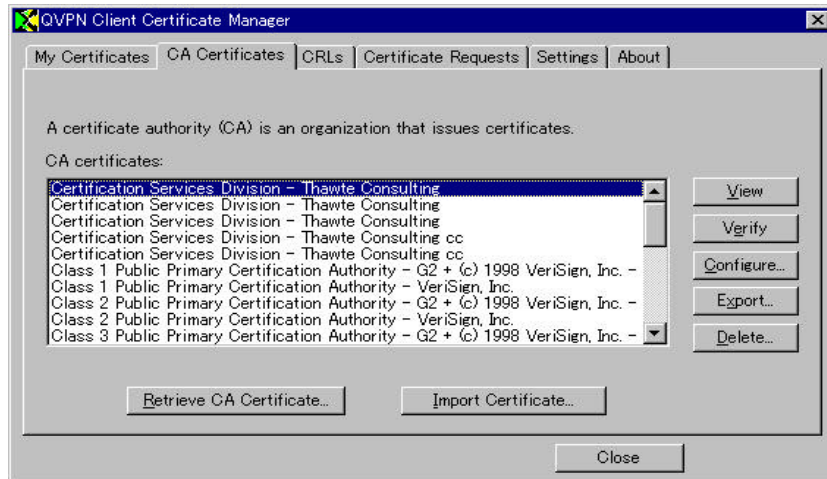 QVPN Client Certificate Manager
My Certificates CA Certificates CRLs Certificate Requests Settings About
A certificate authority (CA) is an organization that issues certificates.
CA certificates:
Certification Services Division - Thawte Consulting
Certification Services Division - Thawte Consulting
Certification Services Division - Thawte Consulting
Certification Services Division - Thawte Consulting cc
Certification Services Division - Thawte Consulting cc
Class 1 Public Primary Certification Authority - G2 + (c) 1998 VeriSign, Inc. -
Class 1 Public Primary Certification Authority - VeriSign, Inc.
Class 2 Public Primary Certification Authority - G2 + (c) 1998 VeriSign, Inc. -
Class 2 Public Primary Certification Authority - VeriSign, Inc.
Class 3 Public Primary Certification Authority - G2 + (c) 1998 VeriSign, Inc. -
View
Verify
Configure...
Export...
Delete...
Retrieve CA Certificate... Import Certificate...
Close